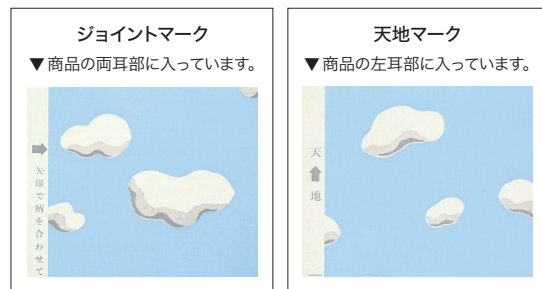 ジョイントマーク
▼商品の両耳部に入っています。
矢印で柄を合わせて
天地マーク
▼商品の左耳部に入っています。
天
地